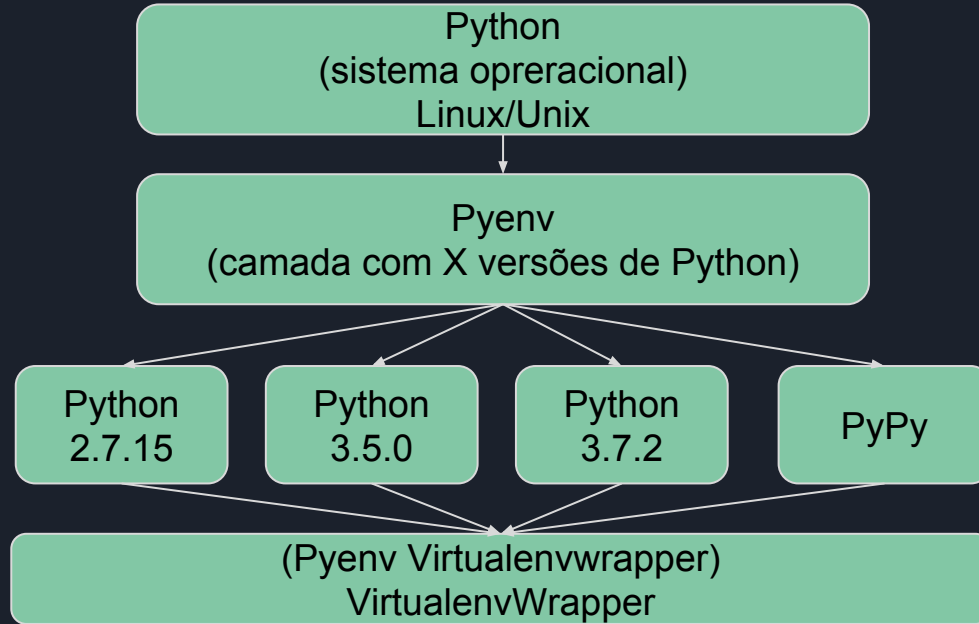 Python
(sistema opreracional)
Linux/Unix
Pyenv
(camada com X versões de Python)
Python
2.7.15
Python
3.5.0
Python
3.7.2
PyPy
(Pyenv Virtualenvwrapper)
VirtualenvWrapper